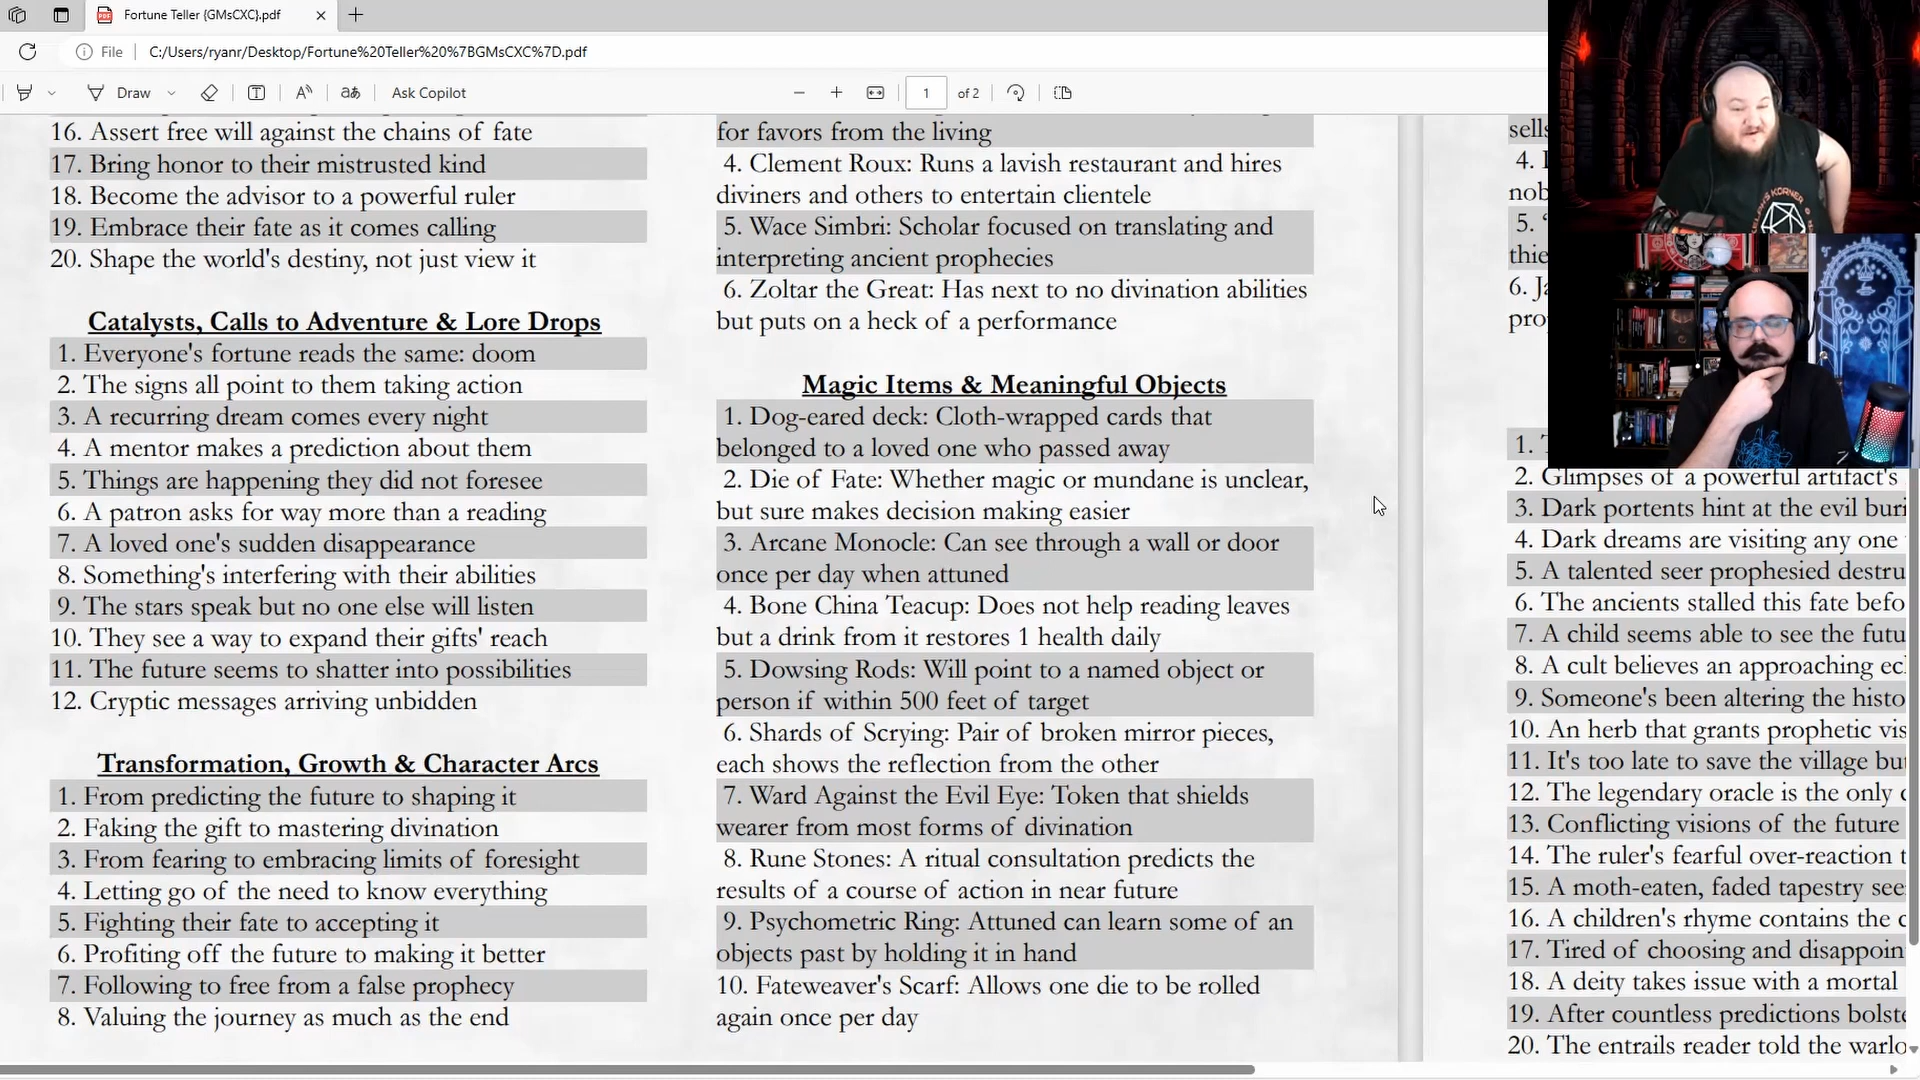 Fortune Teller {GMsCXC}.pdf
File
C:/Users/ryanr/Desktop/Fortune%20Teller%20%7BGMsCXC%7D.pdf
Draw
Ask Copilot
1 of 2
16. Assert free will against the chains of fate
17. Bring honor to their mistrusted kind
18. Become the advisor to a powerful ruler
19. Embrace their fate as it comes calling
20. Shape the world's destiny, not just view it
Catalysts, Calls to Adventure & Lore Drops
1. Everyone's fortune reads the same: doom
2. The signs all point to them taking action
3. A recurring dream comes every night
4. A mentor makes a prediction about them
5. Things are happening they did not foresee
6. A patron asks for way more than a reading
7. A loved one's sudden disappearance
8. Something's interfering with their abilities
9. The stars speak but no one else will listen
10. They see a way to expand their gifts' reach
11. The future seems to shatter into possibilities
12. Cryptic messages arriving unbidden
Transformation, Growth & Character Arcs
1. From predicting the future to shaping it
2. Faking the gift to mastering divination
3. From fearing to embracing limits of foresight
4. Letting go of the need to know everything
5. Fighting their fate to accepting it
6. Profiting off the future to making it better
7. Following to free from a false prophecy
8. Valuing the journey as much as the end
for favors from the living
4. Clement Roux: Runs a lavish restaurant and hires
diviners and others to entertain clientele
5. Wace Simbri: Scholar focused on translating and
interpreting ancient prophecies
6. Zoltar the Great: Has next to no divination abilities
but puts on a heck of a performance
Magic Items & Meaningful Objects
1. Dog-eared deck: Cloth-wrapped cards that
belonged to a loved one who passed away
2. Die of Fate: Whether magic or mundane is unclear,
but sure makes decision making easier
3. Arcane Monocle: Can see through a wall or door
once per day when attuned
4. Bone China Teacup: Does not help reading leaves
but a drink from it restores 1 health daily
5. Dowsing Rods: Will point to a named object or
person if within 500 feet of target
6. Shards of Scrying: Pair of broken mirror pieces,
each shows the reflection from the other
7. Ward Against the Evil Eye: Token that shields
wearer from most forms of divination
8. Rune Stones: A ritual consultation predicts the
results of a course of action in near future
9. Psychometric Ring: Attuned can learn some of an
objects past by holding it in hand
10. Fateweaver's Scarf: Allows one die to be rolled
again once per day
sells
4.
nob
5.
thie
6. Ja
pro
1.
2. Glimpses of a powerful artifact's
3. Dark portents hint at the evil buri
4. Dark dreams are visiting any one
5. A talented seer prophesied destru
6. The ancients stalled this fate befo
7. A child seems able to see the futu
8. A cult believes an approaching ec
9. Someone's been altering the histo
10. An herb that grants prophetic vis
11. It's too late to save the village bu
12. The legendary oracle is the only
13. Conflicting visions of the future
14. The ruler's fearful over-reaction t
15. A moth-eaten, faded tapestry see
16. A children's rhyme contains the c
17. Tired of choosing and disappoin
18. A deity takes issue with a mortal
19. After countless predictions bolste
20. The entrails reader told the warlo